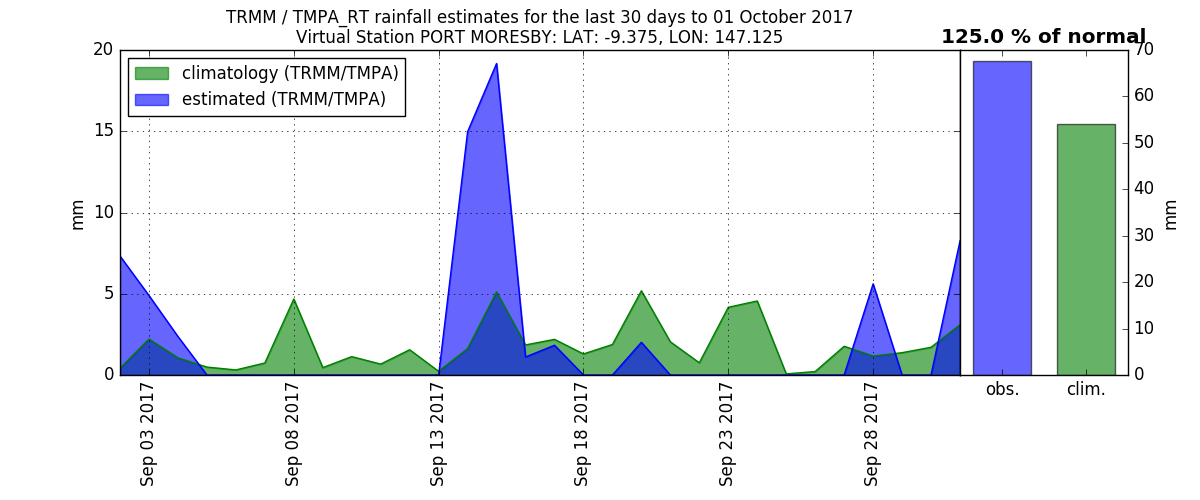 TRMM / TMPA_RT rainfall estimates for the last 30 days to 01 October 2017
Virtual Station PORT MORESBY: LAT: -9.375, LON: 147.125
125.0 % of normal
climatology (TRMM/TMPA)
estimated (TRMM/TMPA)
20
15
10
5
0
mm
Sep 03 2017
Sep 08 2017
Sep 13 2017
Sep 18 2017
Sep 23 2017
Sep 28 2017
obs.
clim.
70
60
50
40
30
20
10
0
mm